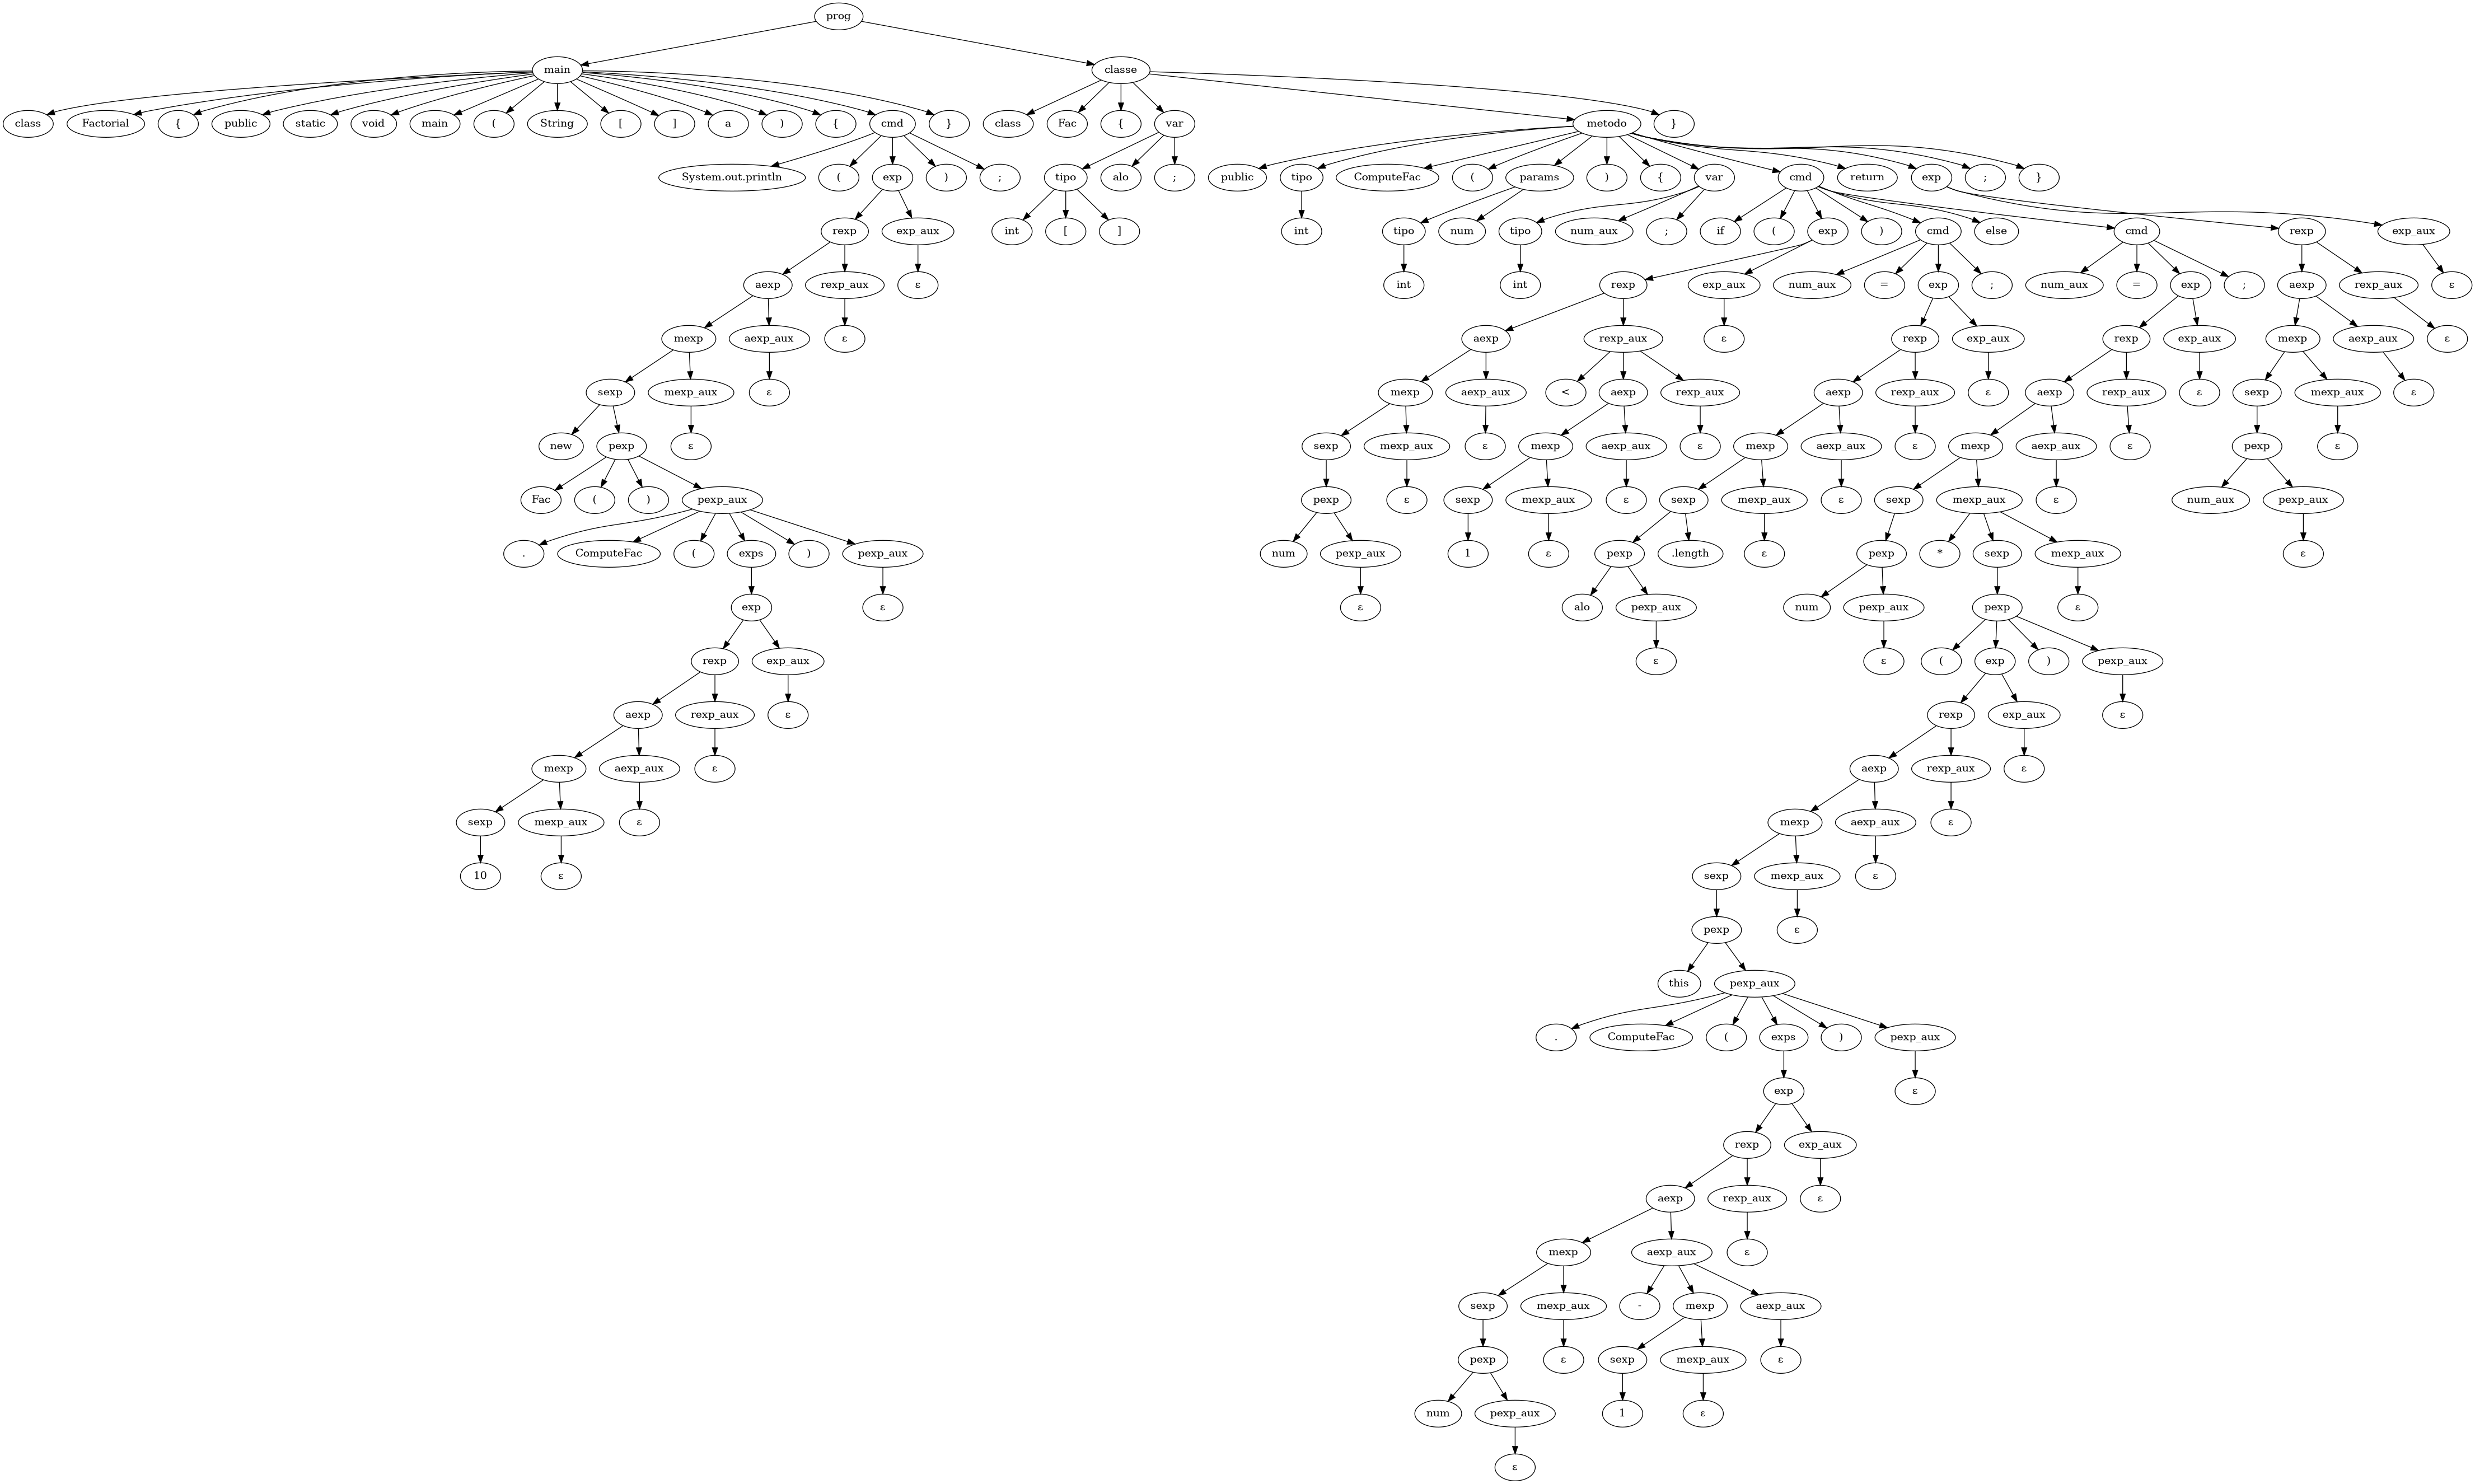 prog
main classe
class Factorial { public static void main ( String [ ] a ) { cmd } class Fac { var metodo }
System.out.println ( exp ) ; tipo alo ; public tipo ComputeFac ( params ) { var cmd return exp ; }
rexp exp_aux int [ ] int tipo num tipo num_aux ; if ( exp ) cmd else cmd rexp exp_aux
aexp rexp_aux ε int int rexp exp_aux num_aux = exp ; num_aux = exp ; aexp rexp_aux ε
mexp aexp_aux ε aexp rexp_aux ε rexp exp_aux rexp exp_aux mexp aexp_aux ε
sexp mexp_aux ε mexp aexp_aux < aexp rexp_aux aexp rexp_aux ε aexp rexp_aux ε sexp mexp_aux ε
new pexp ε sexp mexp_aux ε mexp aexp_aux ε mexp aexp_aux ε mexp aexp_aux ε pexp ε
Fac ( ) pexp_aux pexp ε sexp mexp_aux ε sexp mexp_aux ε sexp mexp_aux ε num_aux pexp_aux
. ComputeFac ( exps ) pexp_aux num pexp_aux 1 ε pexp .length ε pexp * sexp mexp_aux ε
exp ε ε alo pexp_aux num pexp_aux pexp ε
rexp exp_aux ε ε ( exp ) pexp_aux
aexp rexp_aux ε rexp exp_aux ε
mexp aexp_aux ε aexp rexp_aux ε
sexp mexp_aux ε mexp aexp_aux ε
10 ε sexp mexp_aux ε
pexp ε
this pexp_aux
. ComputeFac ( exps ) pexp_aux
exp ε
rexp exp_aux
aexp rexp_aux ε
mexp aexp_aux ε
sexp mexp_aux - mexp aexp_aux
pexp ε sexp mexp_aux ε
num pexp_aux 1 ε
ε